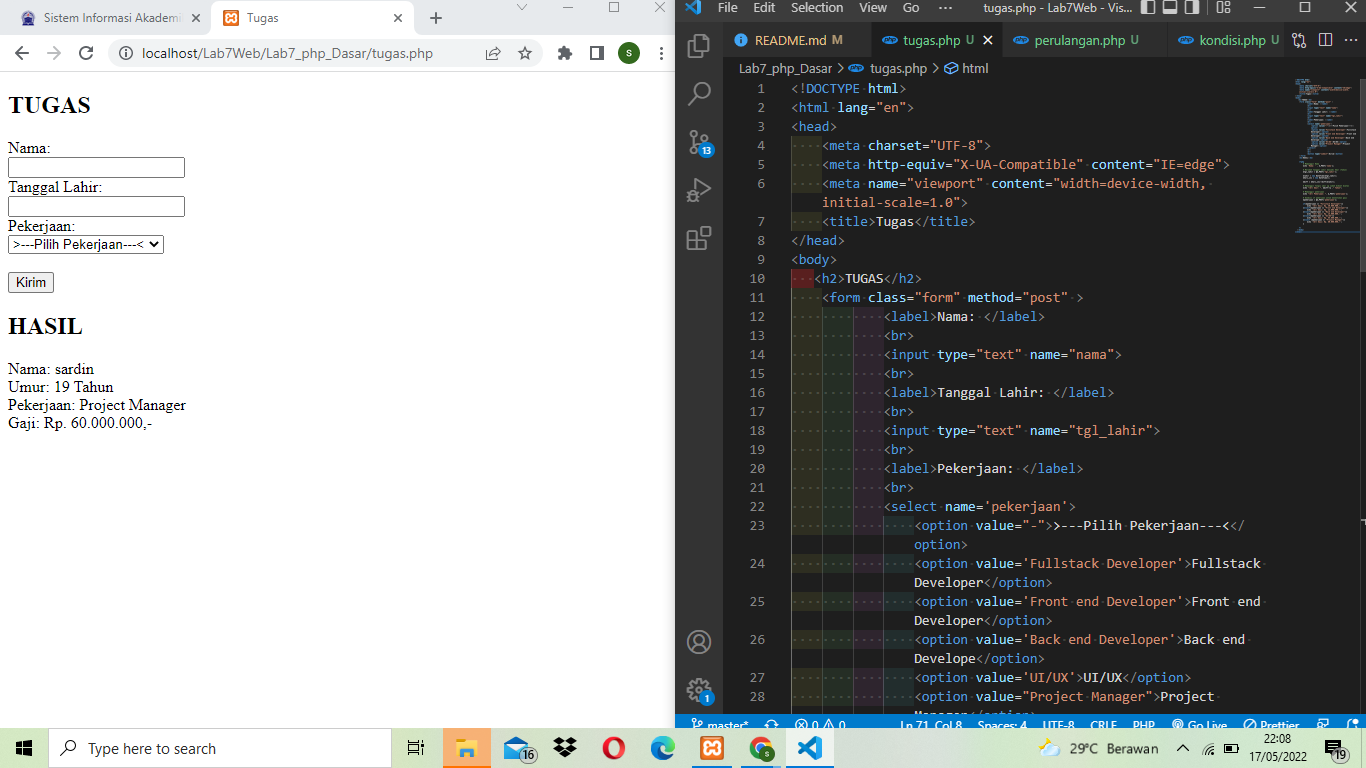 Sistem Informasi Akademi
Tugas
localhost/Lab7Web/Lab7_php_Dasar/tugas.php
s
TUGAS
Nama:
Tanggal Lahir:
Pekerjaan:
>---Pilih Pekerjaan---<
Kirim
HASIL
Nama: sardin
Umur: 19 Tahun
Pekerjaan: Project Manager
Gaji: Rp. 60.000.000,-
File Edit Selection View Go ··· tugas.php - Lab7Web - Vis...
README.md M tugas.php U perulangan.php U kondisi.php U
Lab7_php_Dasar > tugas.php > html
13
1
1 <!DOCTYPE html>
2 <html lang="en">
3 <head>
4 <meta charset="UTF-8">
5 <meta http-equiv="X-UA-Compatible" content="IE=edge">
6 <meta name="viewport" content="width=device-width,
initial-scale=1.0">
7 <title>Tugas</title>
8 </head>
9 <body>
10 <h2>TUGAS</h2>
11 <form class="form" method="post" >
12 <label>Nama: </label>
13 <br>
14 <input type="text" name="nama">
15 <br>
16 <label>Tanggal Lahir: </label>
17 <br>
18 <input type="text" name="tgl_lahir">
19 <br>
20 <label>Pekerjaan: </label>
21 <br>
22 <select name='pekerjaan'>
23 <option value="-">>---Pilih Pekerjaan---<</
option>
24 <option value='Fullstack Developer'>Fullstack
Developer</option>
25 <option value='Front end Developer'>Front end
Developer</option>
26 <option value='Back end Developer'>Back end
Develope</option>
27 <option value='UI/UX'>UI/UX</option>
28 <option value="Project Manager">Project
Manager</option>
master* 0 0 Ln 71, Col 8 Spaces: 4 UTF-8 CRLF PHP Go Live Prettier
Type here to search
16
29°C Berawan
22:08
17/05/2022
19